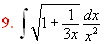 9. ∫ √(1 + 1/(3x)) dx/x²